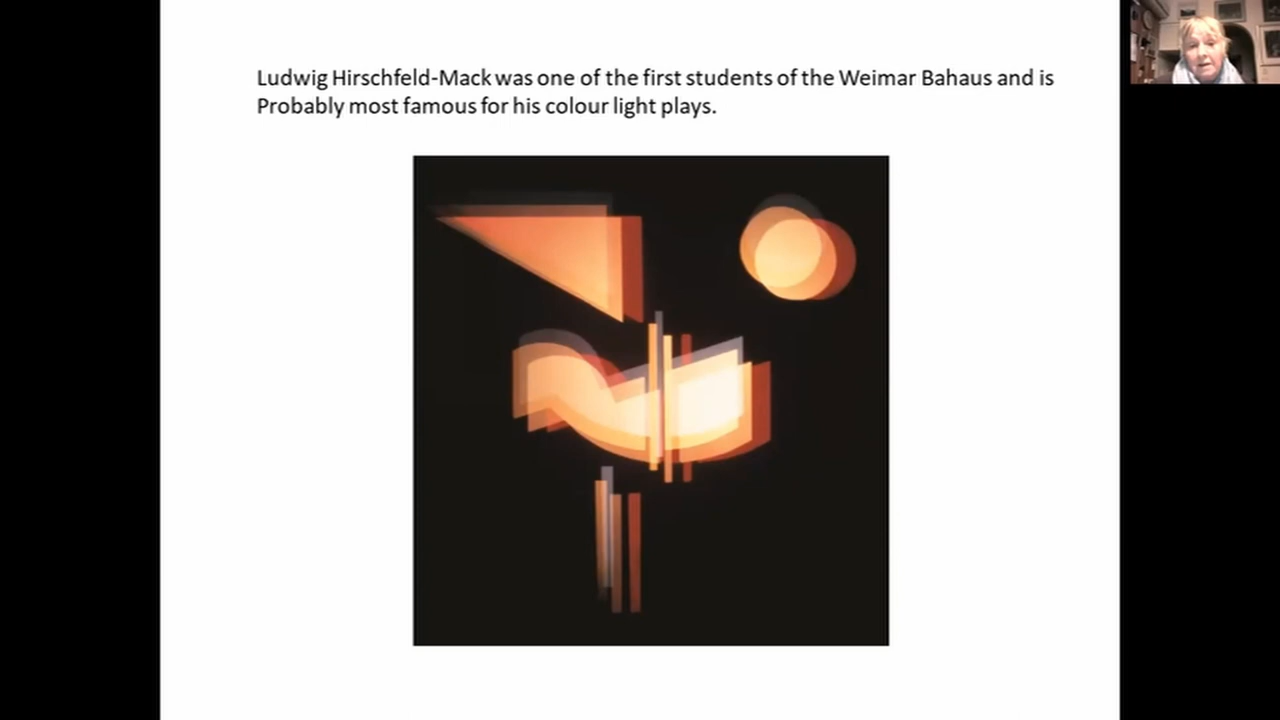 Ludwig Hirschfeld-Mack was one of the first students of the Weimar Bahaus and is
Probably most famous for his colour light plays.